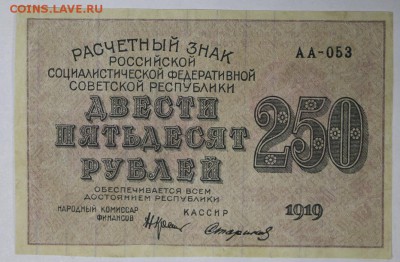 COINS.LAVE.RU
РАСЧЕТНЫЙ ЗНАК
РОССИЙСКОЙ
СОЦИАЛИСТИЧЕСКОЙ ФЕДЕРАТИВНОЙ
СОВЕТСКОЙ РЕСПУБЛИКИ
АА-053
ДВЕСТИ
ПЯТЬДЕСЯТ
РУБЛЕЙ
250
ОБЕСПЕЧИВАЕТСЯ ВСЕМ
ДОСТОЯНИЕМ РЕСПУБЛИКИ
НАРОДНЫЙ КОМИССАР
ФИНАНСОВ
КАССИР
1919